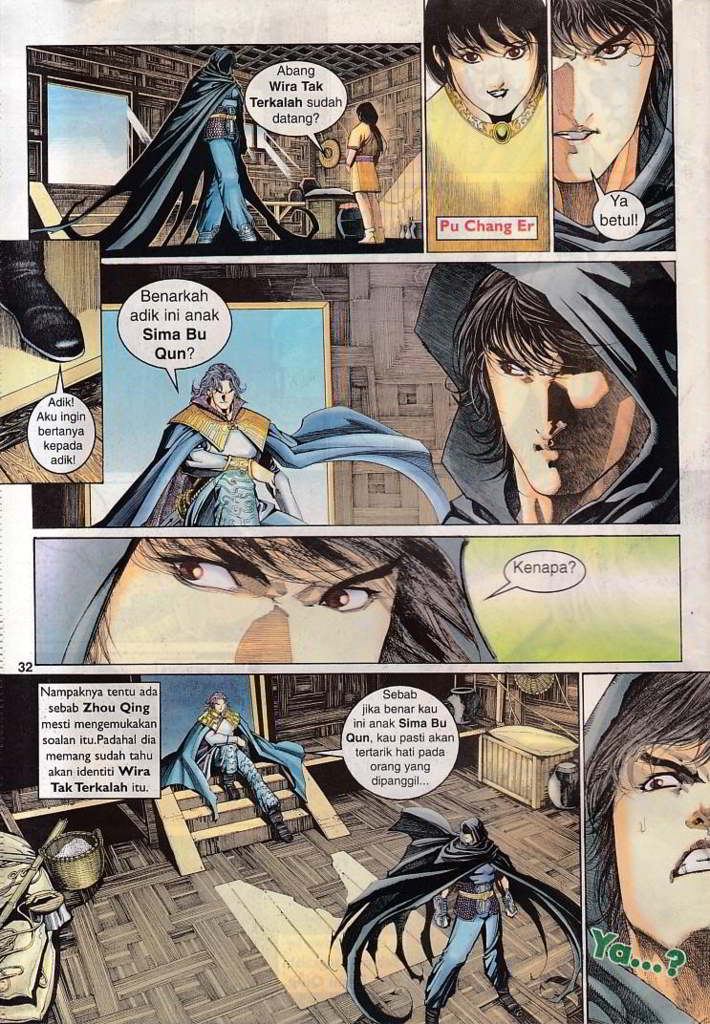 Abang
Wira Tak
Terkalah sudah
datang?
Pu Chang Er
Ya
betul!
Adik!
Aku ingin
bertanya
kepada
adik!
Benarkah
adik ini anak
Sima Bu
Qun?
Kenapa?
32
Nampaknya tentu ada
sebab Zhou Qing
mesti mengemukakan
soalan itu.Padahal dia
memang sudah tahu
akan identiti Wira
Tak Terkalah itu.
Sebab
jika benar kau
ini anak Sima Bu
Qun, kau pasti akan
tertarik hati pada
orang yang
dipanggil...
Ya...?